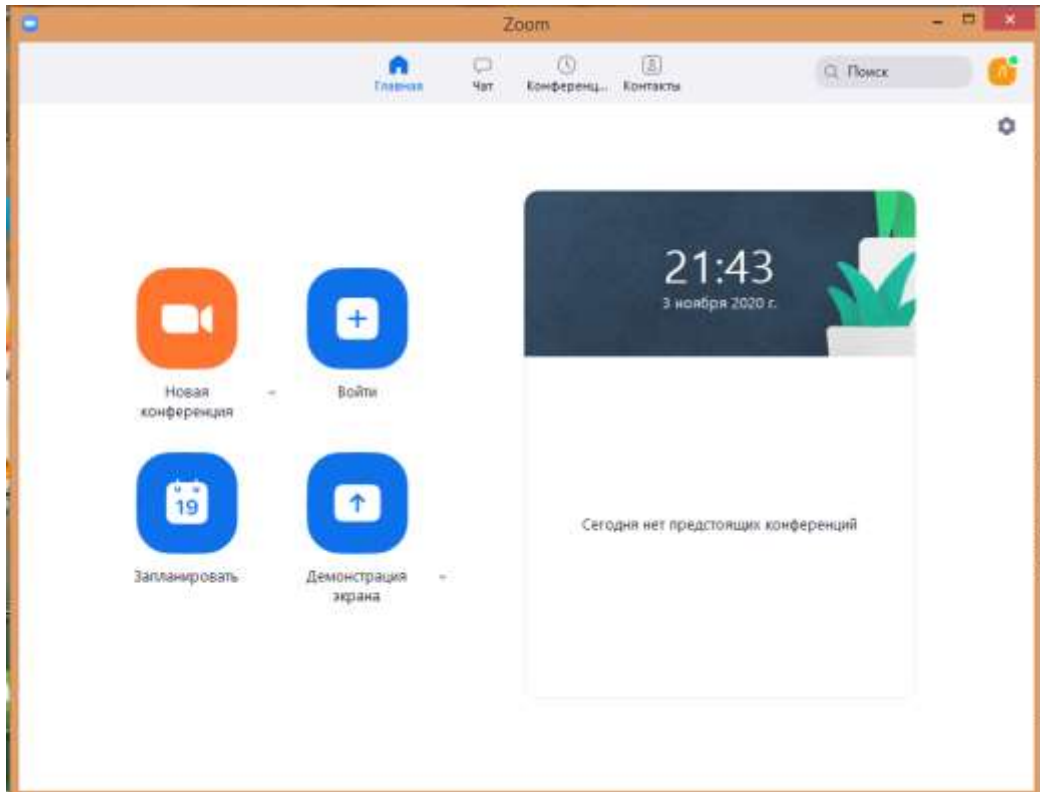 Zoom
Главная
Чат
Конференц...
Контакты
Поиск
Л
21:43
3 ноября 2020 г.
Новая
конференция
Войти
19
Запланировать
Демонстрация
экрана
Сегодня нет предстоящих конференций